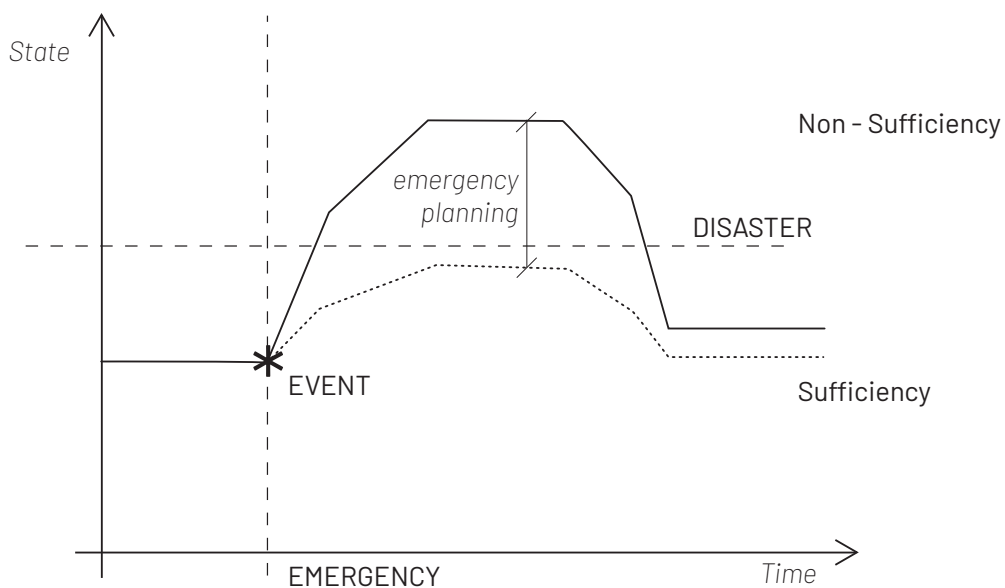 State
Non - Sufficiency
emergency
planning
DISASTER
EVENT
Sufficiency
EMERGENCY
Time